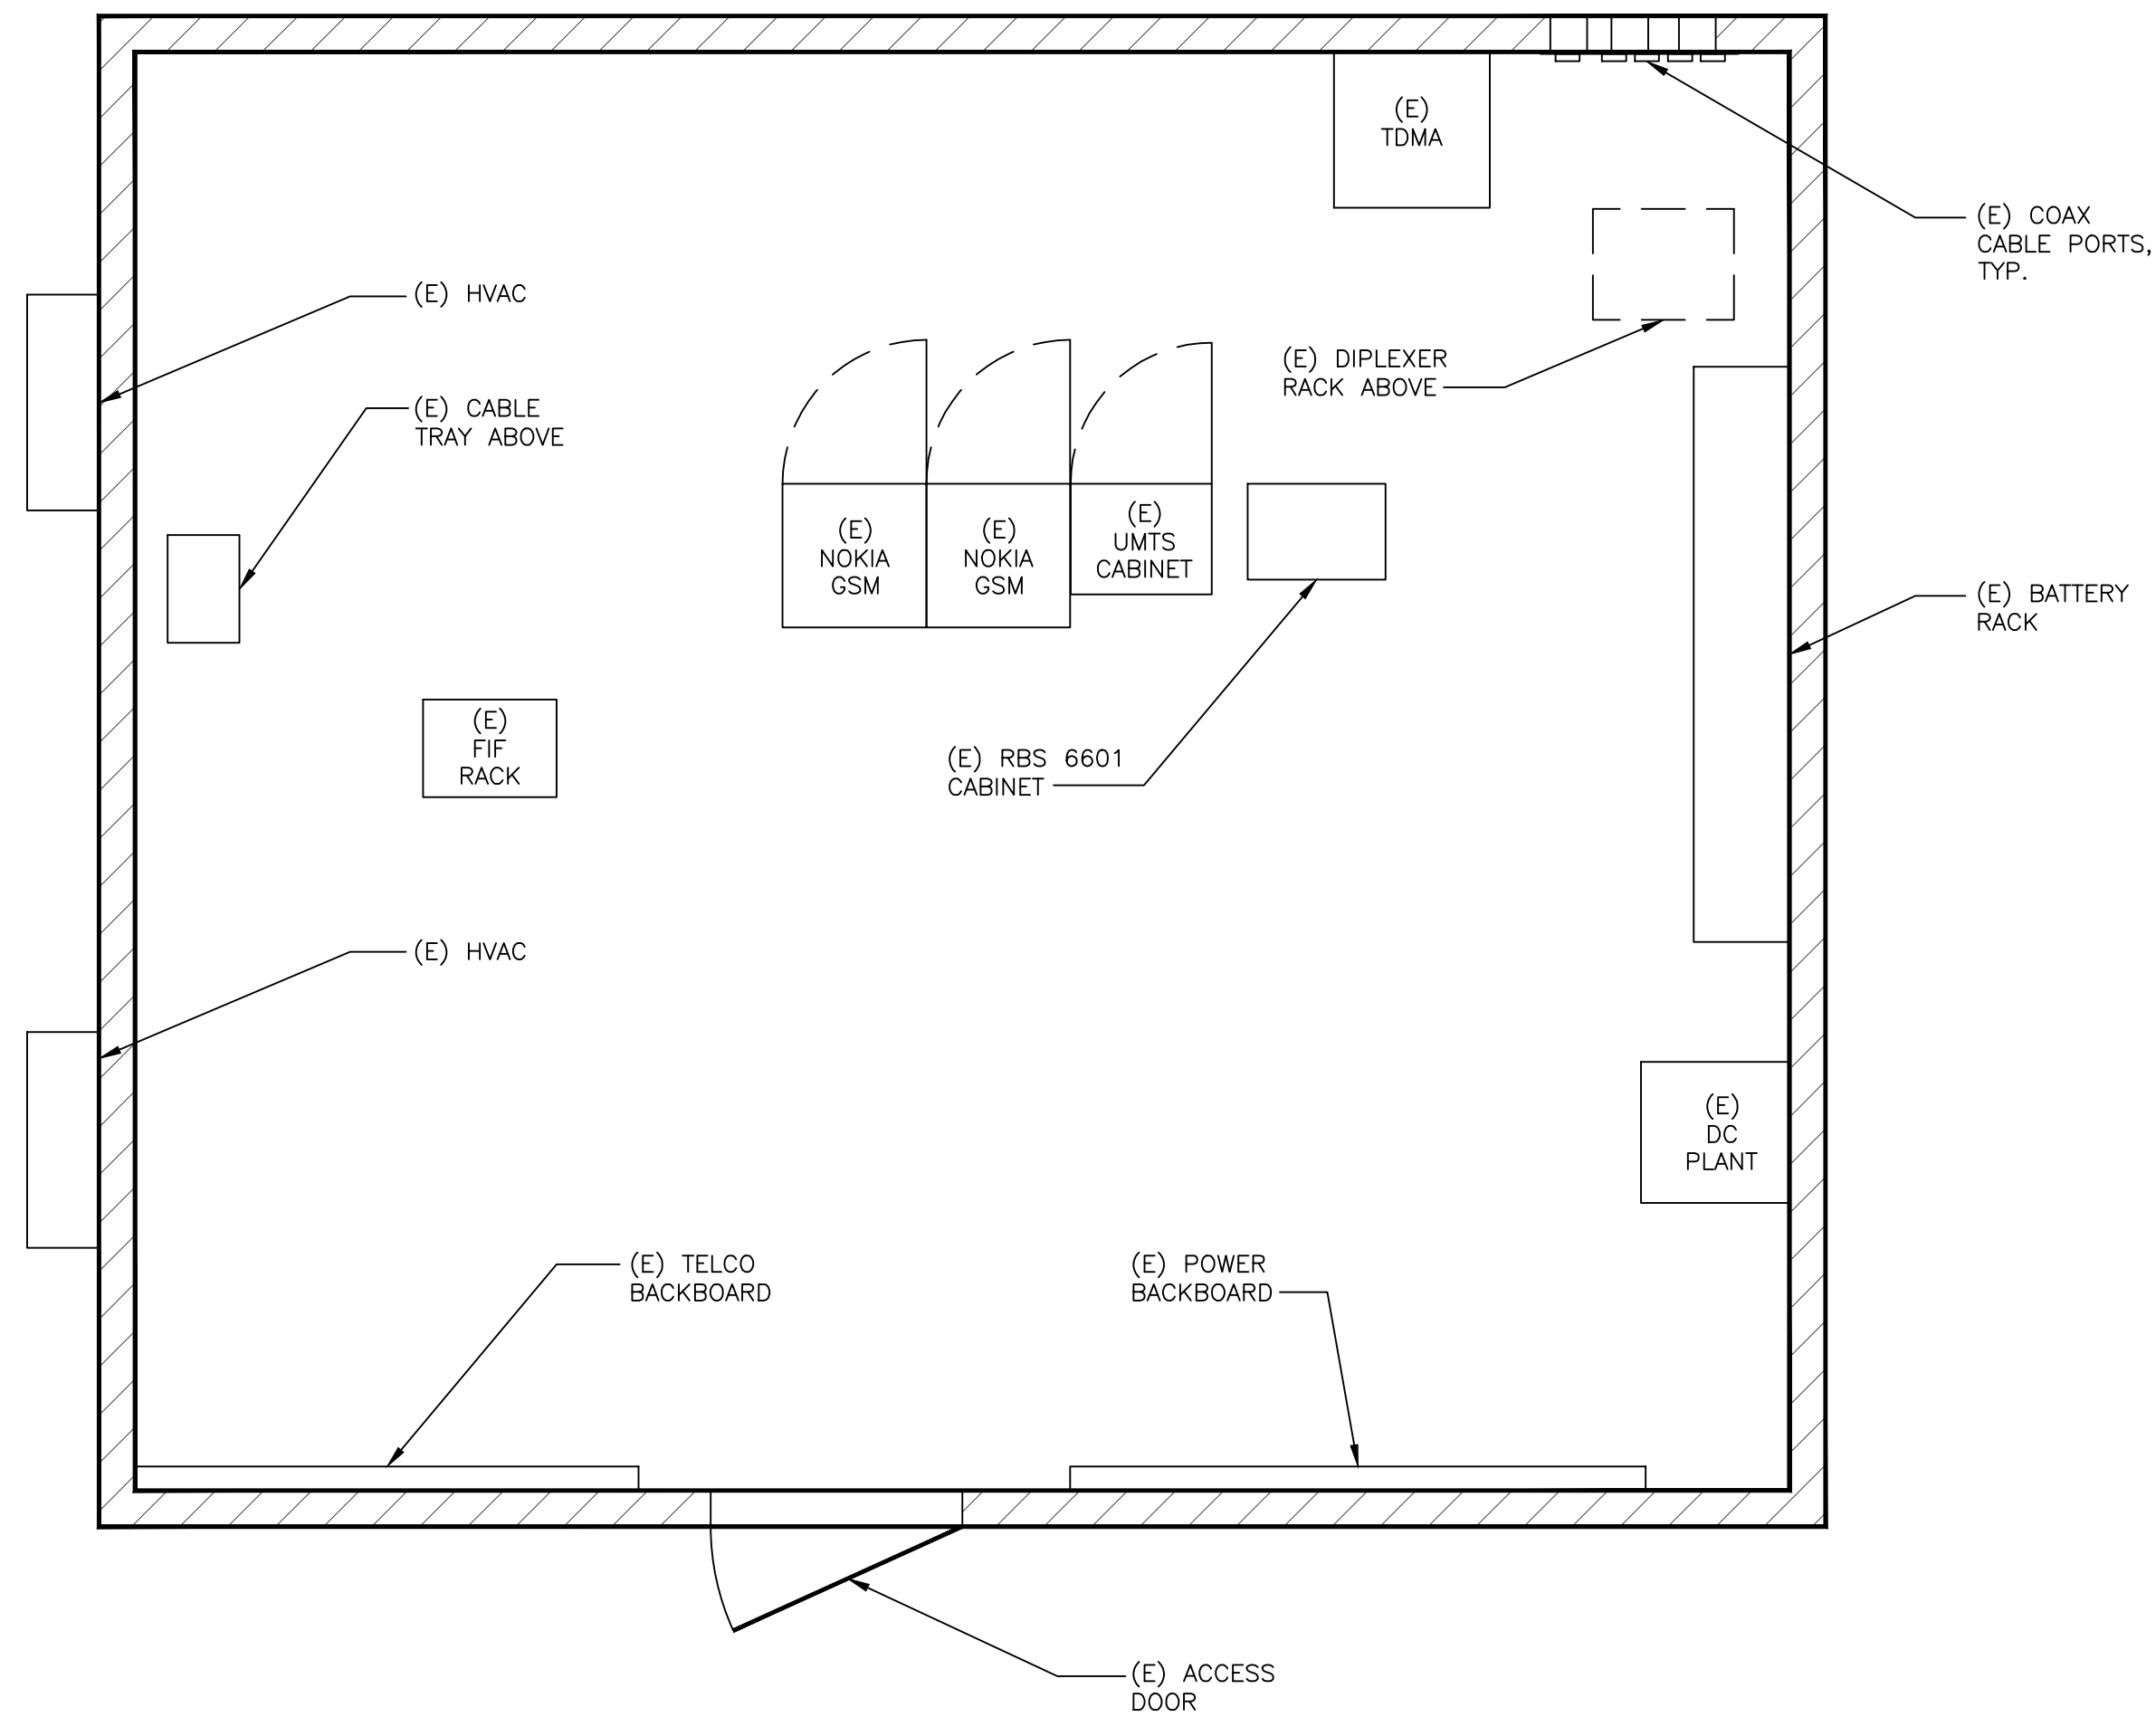 (E)
TDMA
(E) COAX
CABLE PORTS,
TYP.
(E) HVAC
(E) DIPLEXER
RACK ABOVE
(E) CABLE
TRAY ABOVE
(E)
NOKIA
GSM
(E)
NOKIA
GSM
(E)
UMTS
CABINET
(E) BATTERY
RACK
(E)
FIF
RACK
(E) RBS 6601
CABINET
(E) HVAC
(E)
DC
PLANT
(E) TELCO
BACKBOARD
(E) POWER
BACKBOARD
(E) ACCESS
DOOR